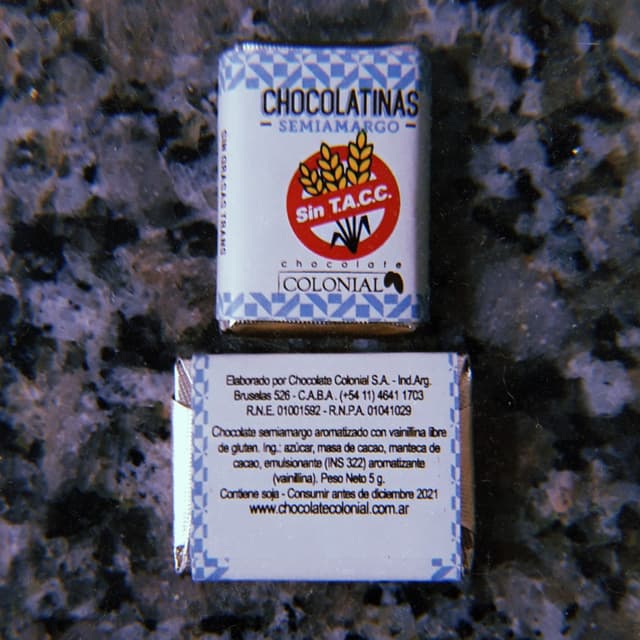 CHOCOLATINAS
SEMIAMARGO
SIN GRASAS TRANS
Sin T.A.C.C.
chocolate
COLONIAL
Elaborado por Chocolate Colonial S.A. - Ind.Arg.
Bruselas 526 - C.A.B.A. (+54 11) 4641 1703
R.N.E. 01001592 - R.N.P.A. 01041029
Chocolate semiamargo aromatizado con vainillina libre
de gluten. Ing.: azúcar, masa de cacao, manteca de
cacao, emulsionante (INS 322) aromatizante
(vainillina). Peso Neto 5 g.
Contiene soja - Consumir antes de diciembre 2021
www.chocolatecolonial.com.ar